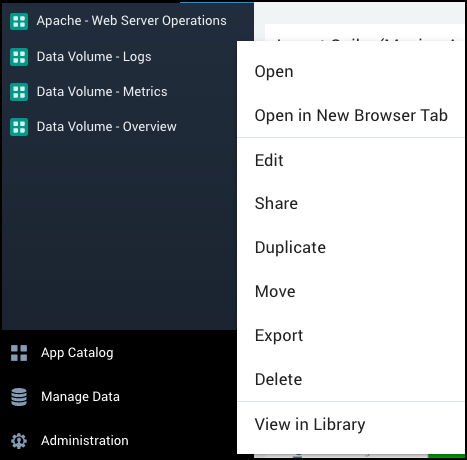 Apache - Web Server Operations
Data Volume - Logs
Data Volume - Metrics
Data Volume - Overview
Open
Open in New Browser Tab
Edit
Share
Duplicate
Move
Export
Delete
View in Library
App Catalog
Manage Data
Administration